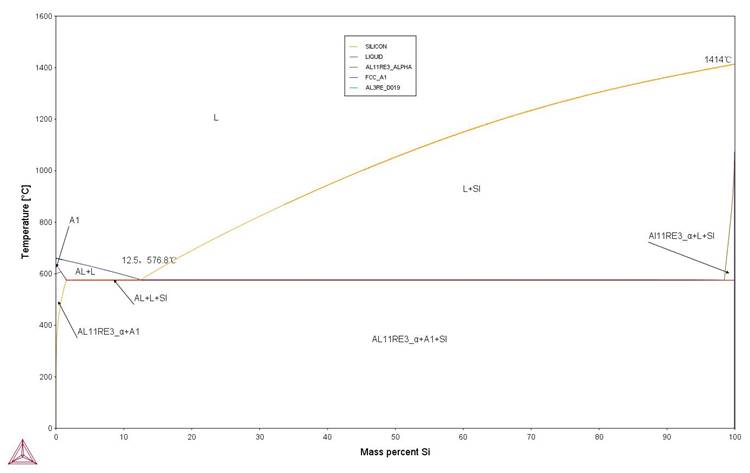 1600
1400
1200
1000
800
600
400
200
0
Temperature [°C]
SILICON
LIQUID
AL11RE3_ALPHA
FCC_A1
AL3RE_D019
1414℃
L
L+SI
A1
Al11RE3_α+L+SI
12.5，576.8℃
AL+L
AL+L+SI
AL11RE3_α+A1
AL11RE3_α+A1+SI
0 10 20 30 40 50 60 70 80 90 100
Mass percent Si